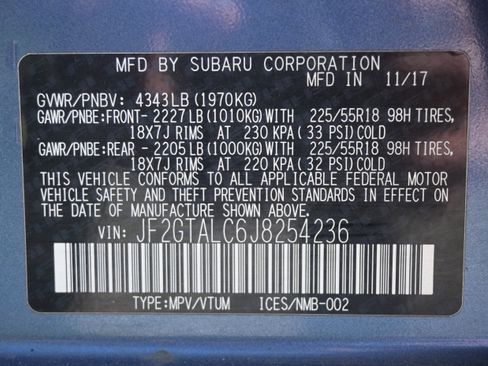 MFD BY SUBARU CORPORATION
MFD IN 11/17
GVWR/PNBV: 4343LB (1970KG)
GAWR/PNBE:FRONT- 2227 LB (1010KG) WITH 225/55R18 98H TIRES,
18X7J RIMS AT 230 KPA ( 33 PSI) COLD
GAWR/PNBE:REAR - 2205 LB (1000KG) WITH 225/55R18 98H TIRES,
18X7J RIMS AT 220 KPA ( 32 PSI) COLD
THIS VEHICLE CONFORMS TO ALL APPLICABLE FEDERAL MOTOR
VEHICLE SAFETY AND THEFT PREVENTION STANDARDS IN EFFECT
ON THE DATE OF MANUFACTURE SHOWN ABOVE.
VIN: JF2GTALC6J8254236
TYPE:MPV/VTUM ICES/NMB-002